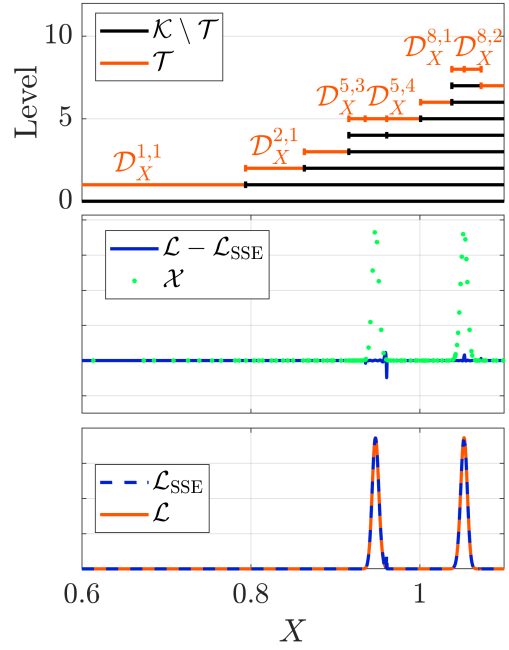 10
5
0
Level
𝒦 \ 𝒯
𝒯
𝒟_X^{1,1}
𝒟_X^{2,1}
𝒟_X^{5,3} 𝒟_X^{5,4}
𝒟_X^{8,1} 𝒟_X^{8,2}
ℒ − ℒ_SSE
𝒳
ℒ_SSE
ℒ
0.6 0.8 1
X